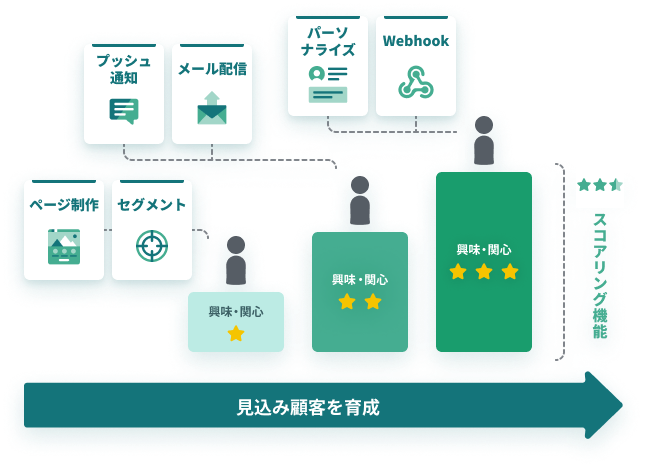 パーソ
ナライズ
Webhook
プッシュ
通知
メール配信
ページ制作
セグメント
興味・関心
興味・関心
興味・関心
スコアリング機能
見込み顧客を育成